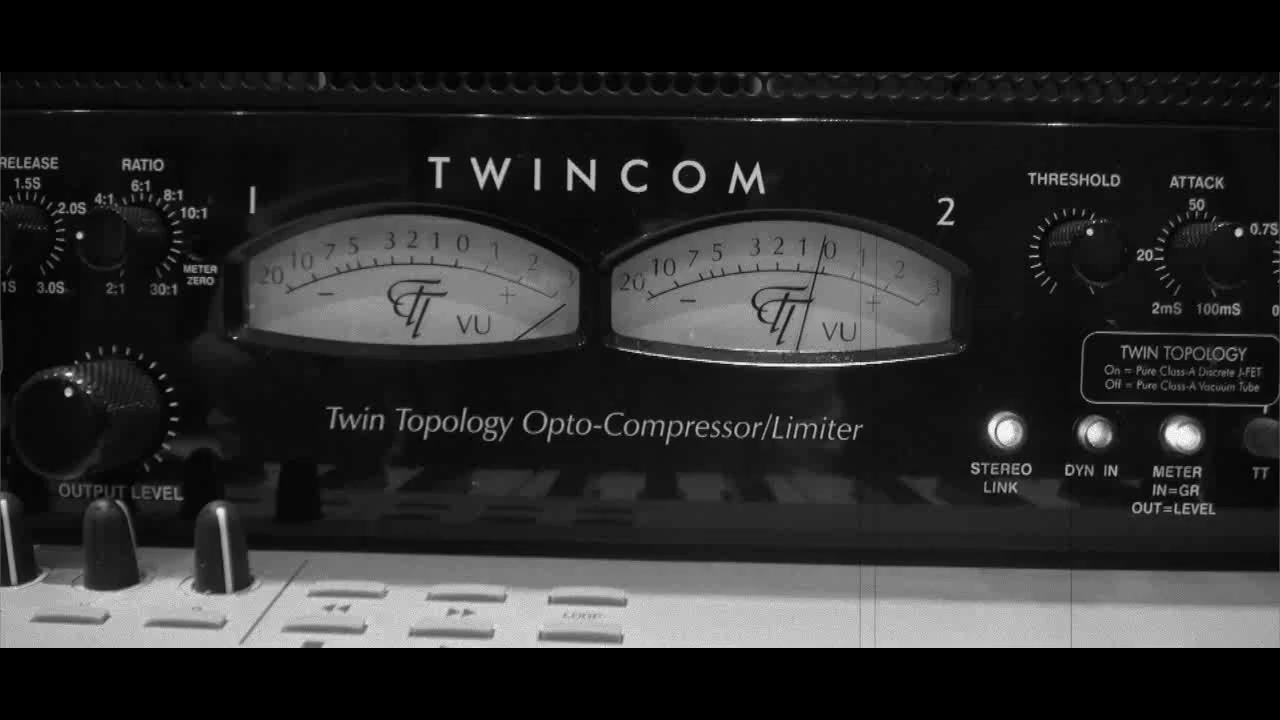 TWINCOM
RELEASE
1.5S
2.0S
1S
3.0S
RATIO
4:1
6:1
8:1
10:1
2:1
30:1
METER
ZERO
1
20 10 7 5 3 2 1 0 1 2 3
− +
VU
2
20 10 7 5 3 2 1 0 1 2 3
− +
VU
THRESHOLD
ATTACK
50
20
2mS
100mS
0.7S
TWIN TOPOLOGY
On = Pure Class-A Discrete J-FET
Off = Pure Class-A Vacuum Tube
Twin Topology Opto-Compressor/Limiter
OUTPUT LEVEL
STEREO
LINK
DYN IN
METER
IN=GR
OUT=LEVEL
TT
LOOP